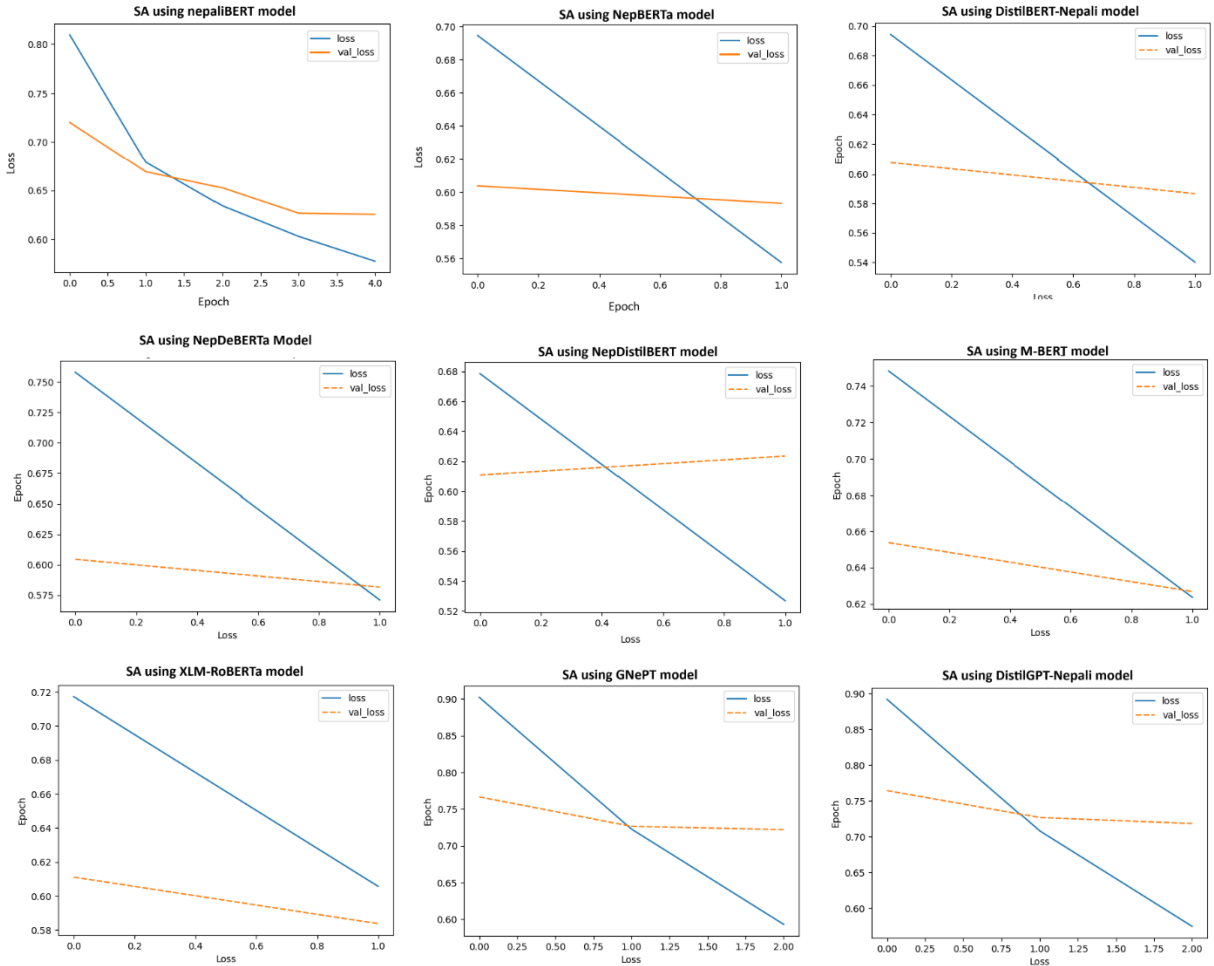 SA using nepaliBERT model
loss
val_loss
0.80
0.75
0.70
0.65
0.60
Loss
0.0 0.5 1.0 1.5 2.0 2.5 3.0 3.5 4.0
Epoch
SA using NepBERTa model
loss
val_loss
0.70
0.68
0.66
0.64
0.62
0.60
0.58
0.56
Loss
0.0 0.2 0.4 0.6 0.8 1.0
Epoch
SA using DistilBERT-Nepali model
loss
val_loss
0.70
0.68
0.66
0.64
0.62
0.60
0.58
0.56
0.54
Epoch
0.0 0.2 0.4 0.6 0.8 1.0
Loss
SA using NepDeBERTa Model
loss
val_loss
0.750
0.725
0.700
0.675
0.650
0.625
0.600
0.575
Epoch
0.0 0.2 0.4 0.6 0.8 1.0
Loss
SA using NepDistilBERT model
loss
val_loss
0.68
0.66
0.64
0.62
0.60
0.58
0.56
0.54
0.52
Epoch
0.0 0.2 0.4 0.6 0.8 1.0
Loss
SA using M-BERT model
loss
val_loss
0.74
0.72
0.70
0.68
0.66
0.64
0.62
Epoch
0.0 0.2 0.4 0.6 0.8 1.0
Loss
SA using XLM-RoBERTa model
loss
val_loss
0.72
0.70
0.68
0.66
0.64
0.62
0.60
0.58
Epoch
0.0 0.2 0.4 0.6 0.8 1.0
Loss
SA using GNePT model
loss
val_loss
0.90
0.85
0.80
0.75
0.70
0.65
0.60
Epoch
0.00 0.25 0.50 0.75 1.00 1.25 1.50 1.75 2.00
Loss
SA using DistilGPT-Nepali model
loss
val_loss
0.90
0.85
0.80
0.75
0.70
0.65
0.60
Epoch
0.00 0.25 0.50 0.75 1.00 1.25 1.50 1.75 2.00
Loss